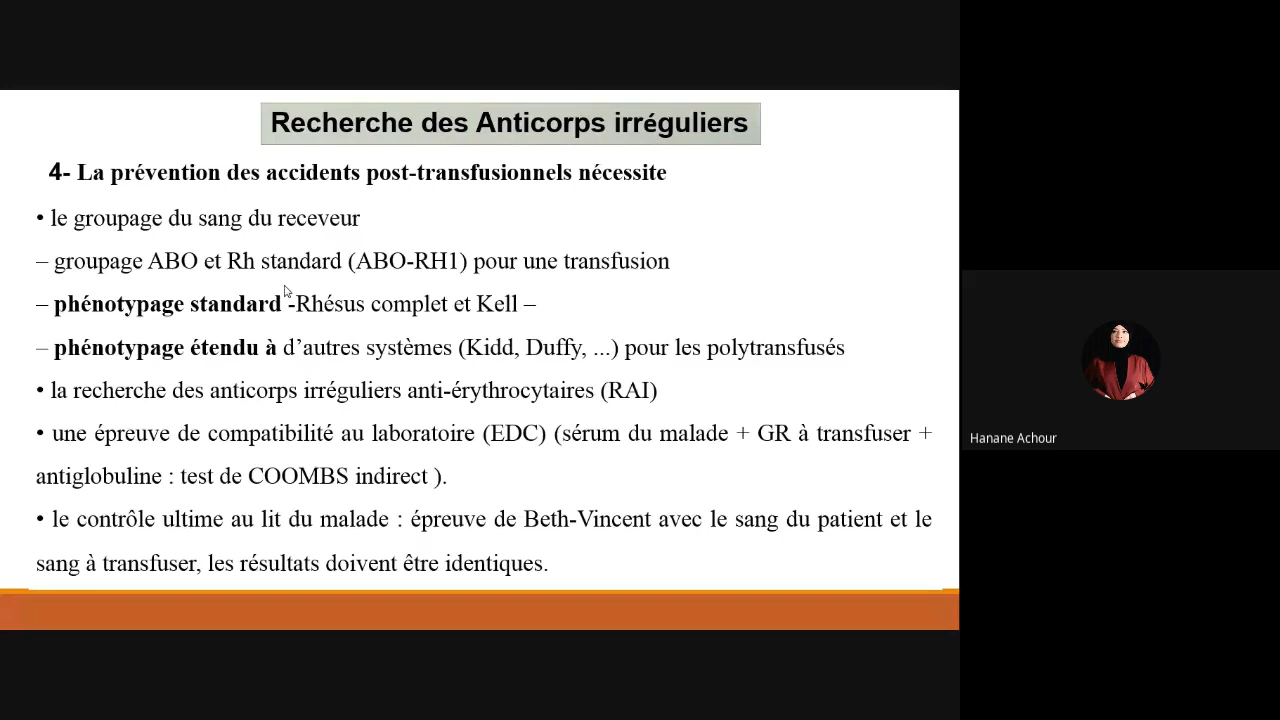 Recherche des Anticorps irréguliers
4- La prévention des accidents post-transfusionnels nécessite
• le groupage du sang du receveur
– groupage ABO et Rh standard (ABO-RH1) pour une transfusion
– phénotypage standard -Rhésus complet et Kell –
– phénotypage étendu à d’autres systèmes (Kidd, Duffy, ...) pour les polytransfusés
• la recherche des anticorps irréguliers anti-érythrocytaires (RAI)
• une épreuve de compatibilité au laboratoire (EDC) (sérum du malade + GR à transfuser +
antiglobuline : test de COOMBS indirect ).
• le contrôle ultime au lit du malade : épreuve de Beth-Vincent avec le sang du patient et le
sang à transfuser, les résultats doivent être identiques.
Hanane Achour